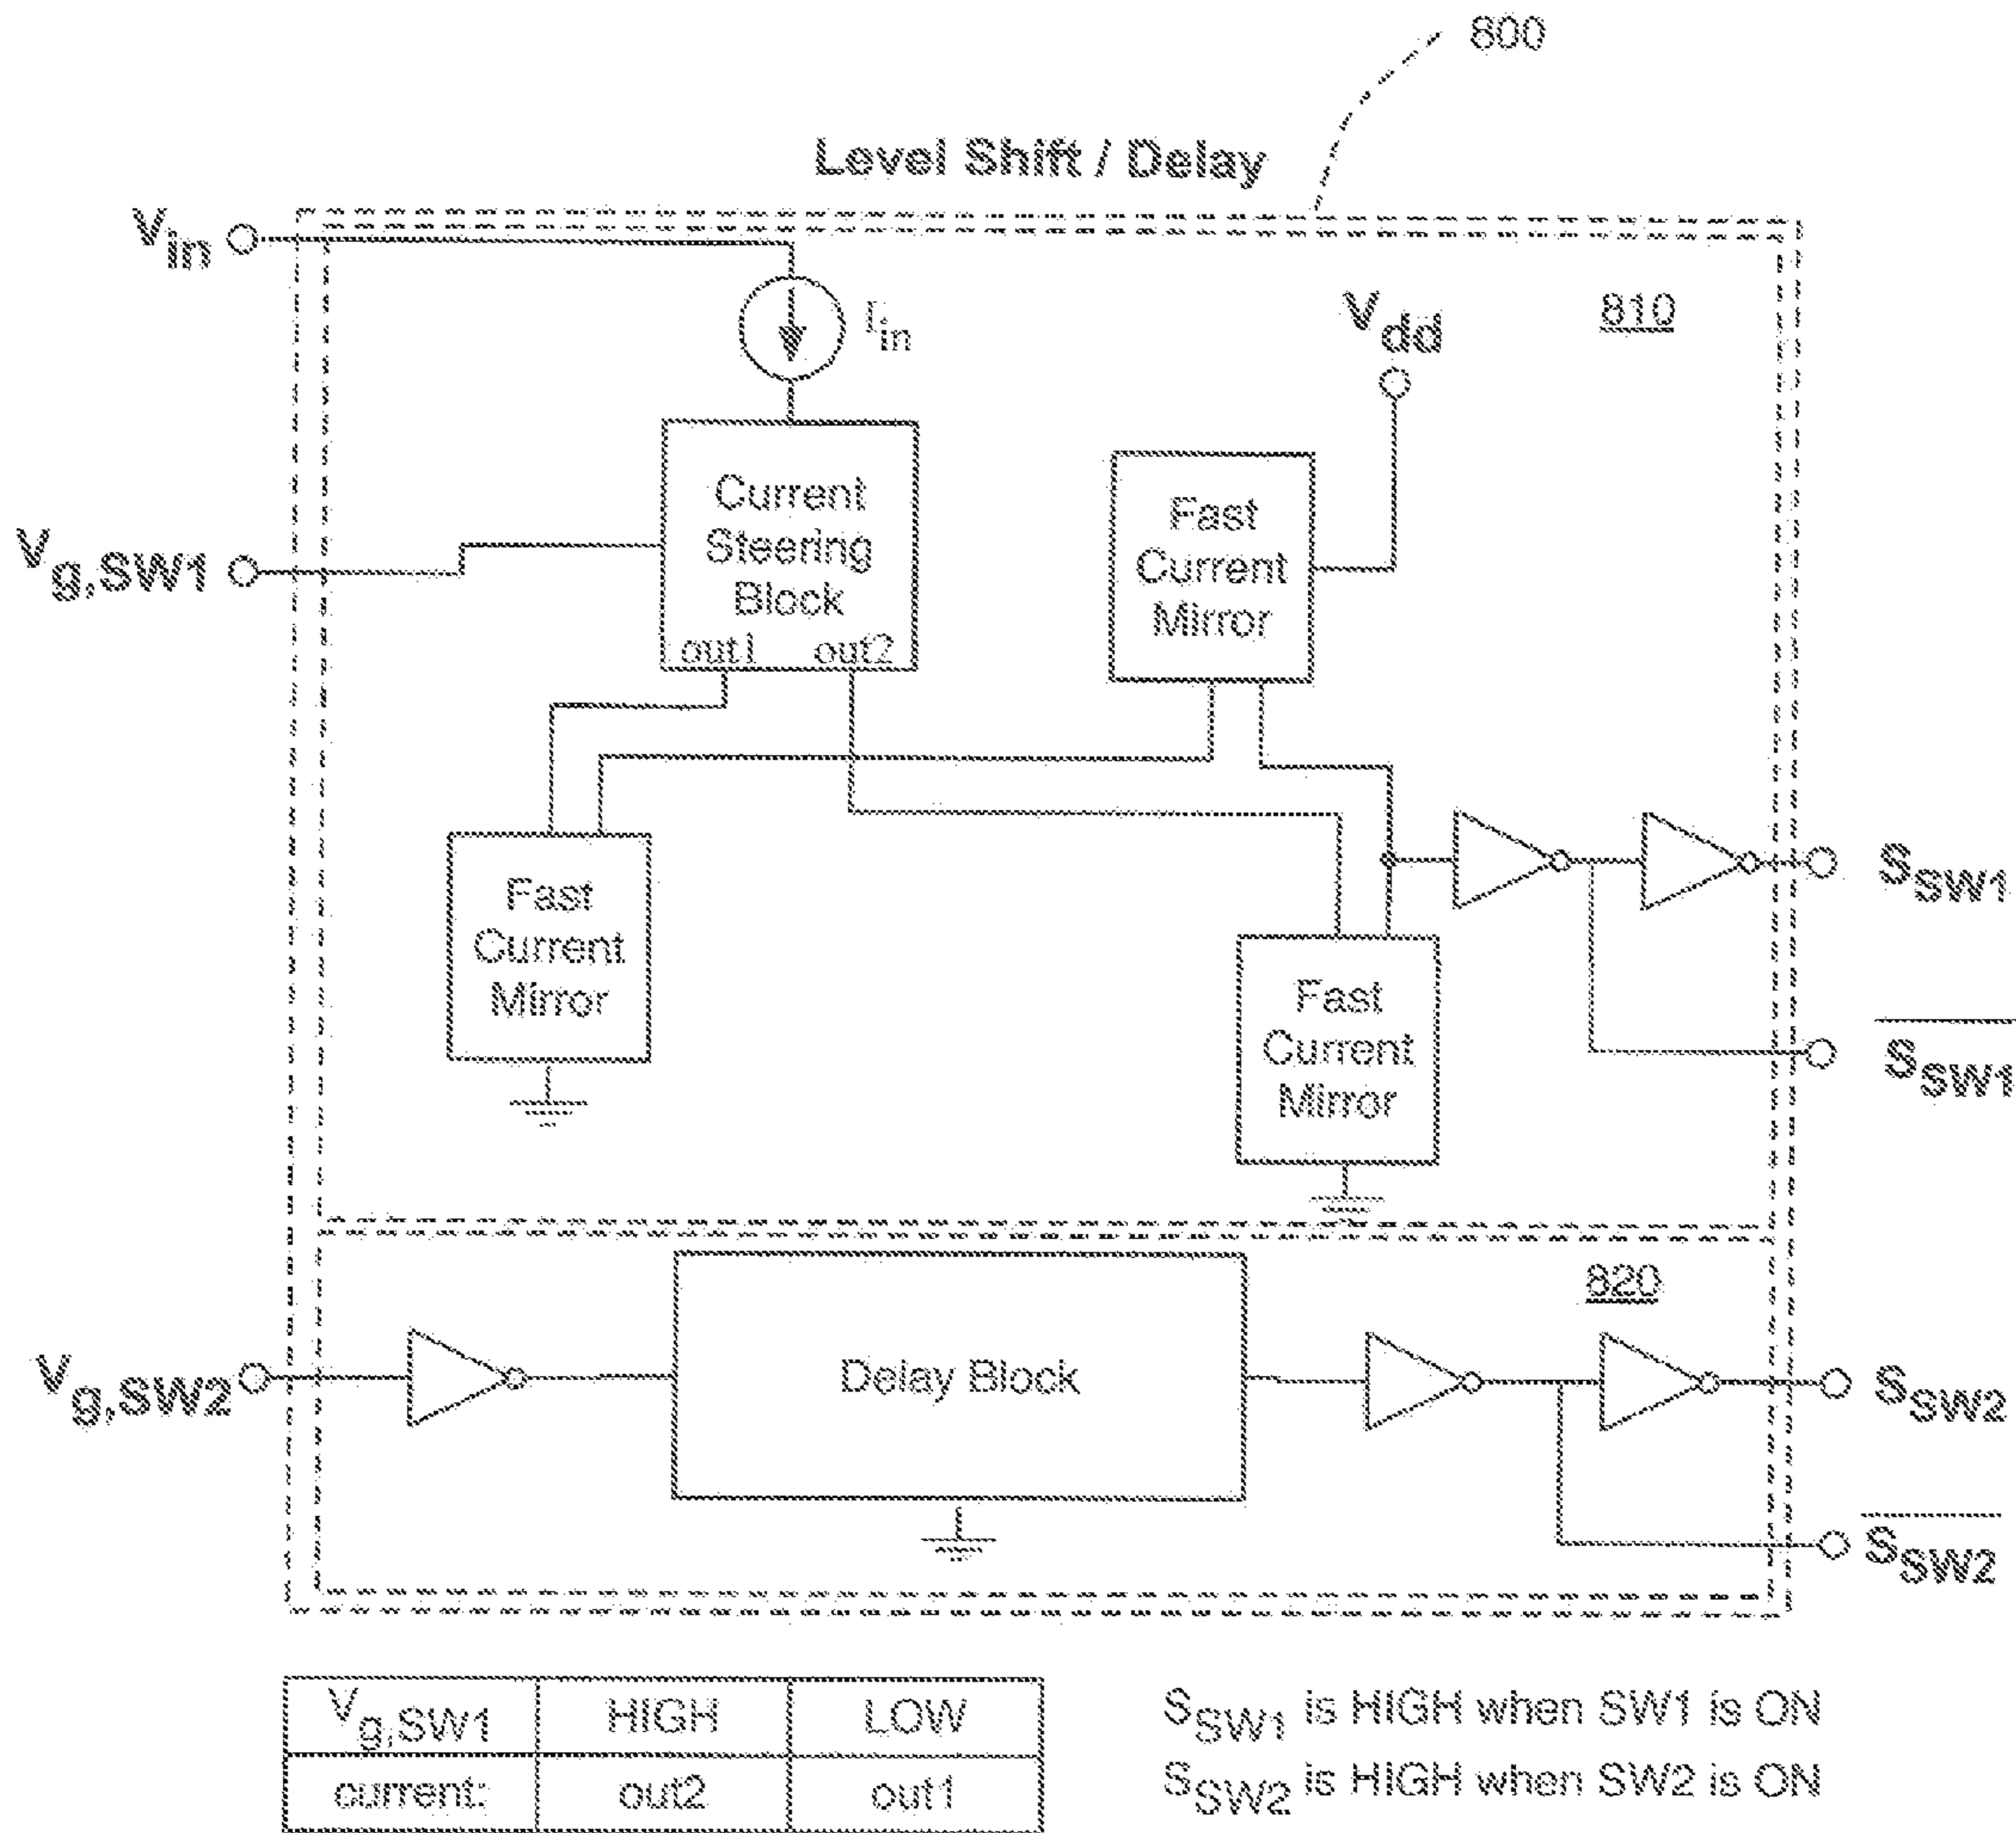 800
Level Shift / Delay
Vin
Iin
Vdd
810
Vg,SW1
Current
Steering
Block
out1 out2
Fast
Current
Mirror
Fast
Current
Mirror
Fast
Current
Mirror
SSW1
SSW1
820
Vg,SW2
Delay Block
SSW2
SSW2
Vg,SW1 HIGH LOW
current: out2 out1
SSW1 is HIGH when SW1 is ON
SSW2 is HIGH when SW2 is ON